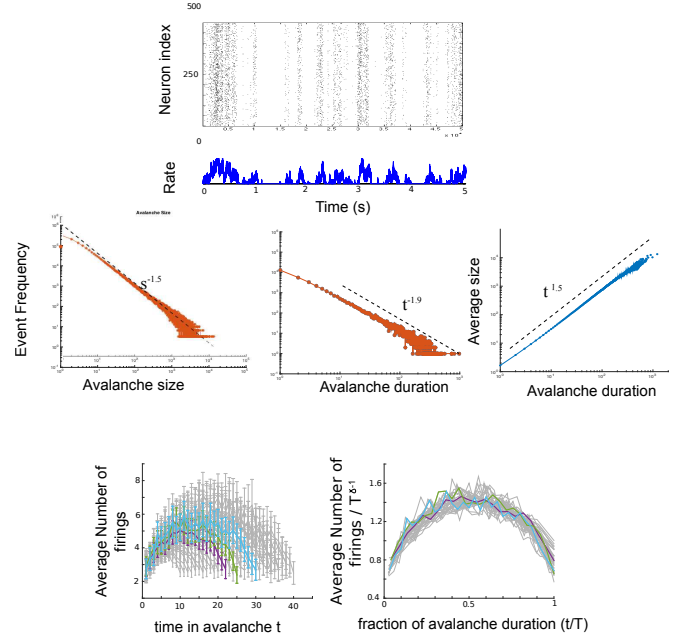 500
Neuron index
250
0
0.5 1 1.5 2 2.5 3 3.5 4 4.5 5
Rate
0 1 2 3 4 5
Time (s)
Avalanche Size
Event Frequency
s-1.5
Avalanche size
t-1.9
Avalanche duration
Average size
t1.5
Avalanche duration
Average Number of
firings
8
6
4
2
0 10 20 30 40
time in avalanche t
Average Number of
firings / Tδ-1
1.6
1.2
0.8
0.4
0 0.5 1
fraction of avalanche duration (t/T)